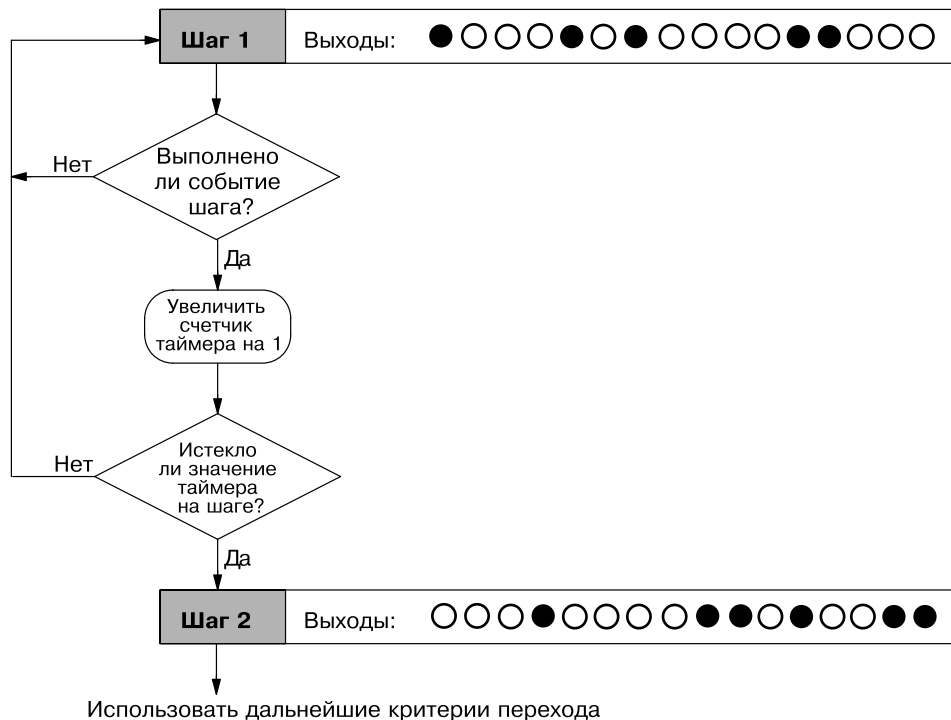 Шаг 1 Выходы:
Нет
Выполнено
ли событие
шага?
Да
Увеличить
счетчик
таймера на 1
Нет
Истекло
ли значение
таймера
на шаге?
Да
Шаг 2 Выходы:
Использовать дальнейшие критерии перехода